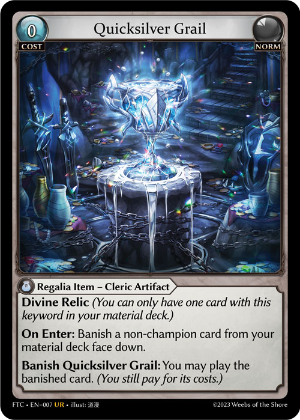 0 Quicksilver Grail
COST NORM
Regalia Item – Cleric Artifact
Divine Relic (You can only have one card with this
keyword in your material deck.)
On Enter: Banish a non-champion card from your
material deck face down.
Banish Quicksilver Grail: You may play the
banished card. (You still pay for its costs.)
FTC • EN–007 UR • illust: 浪漫 ©2023 Weebs of the Shore